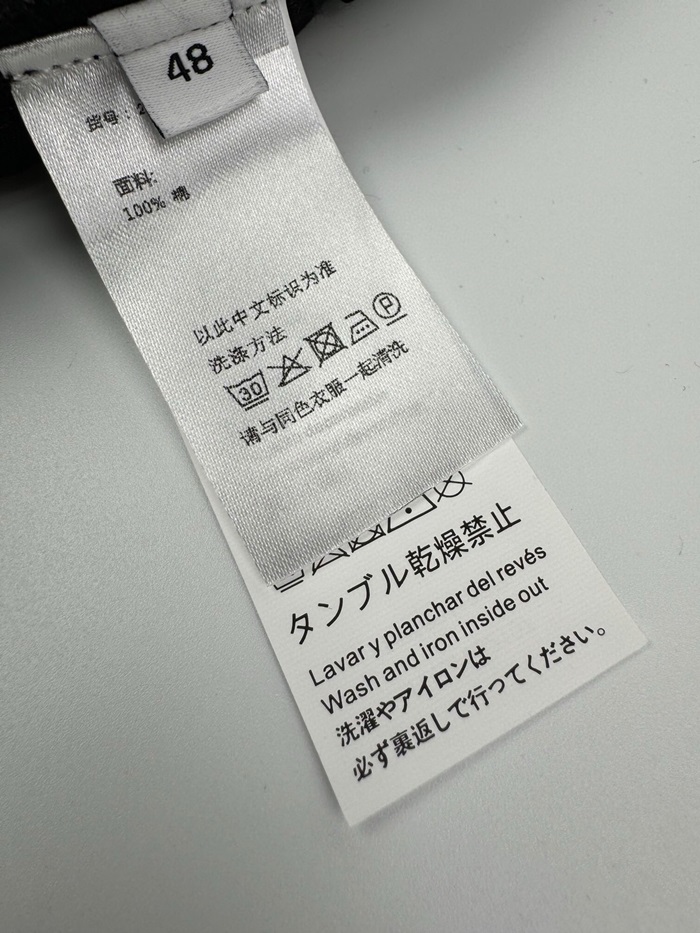 48
货号：2
面料:
100% 棉
以此中文标识为准
洗涤方法
30
P
请与同色衣服一起清洗
タンブル乾燥禁止
Lavar y planchar del revés
Wash and iron inside out
洗濯やアイロンは
必ず裏返しで行ってください。